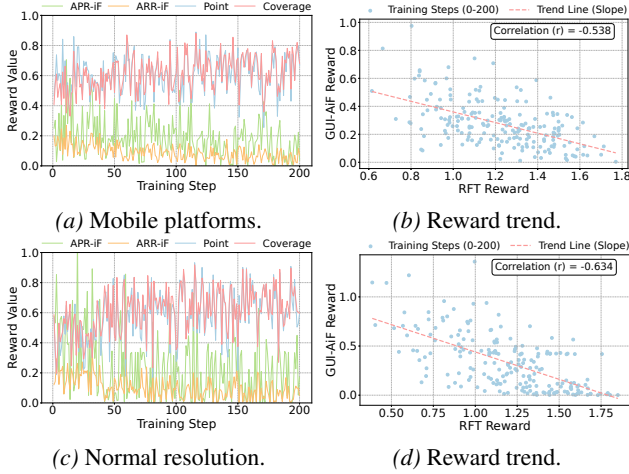 APR-iF ARR-iF Point Coverage
Reward Value
1.0
0.8
0.6
0.4
0.2
0.0
0 50 100 150 200
Training Step
(a) Mobile platforms.
Training Steps (0-200) Trend Line (Slope)
Correlation (r) = -0.538
GUI-AiF Reward
1.0
0.8
0.6
0.4
0.2
0.0
0.6 0.8 1.0 1.2 1.4 1.6 1.8
RFT Reward
(b) Reward trend.
APR-iF ARR-iF Point Coverage
Reward Value
1.0
0.8
0.6
0.4
0.2
0.0
0 50 100 150 200
Training Step
(c) Normal resolution.
Training Steps (0-200) Trend Line (Slope)
Correlation (r) = -0.634
GUI-AiF Reward
1.0
0.5
0.0
0.50 0.75 1.00 1.25 1.50 1.75
RFT Reward
(d) Reward trend.